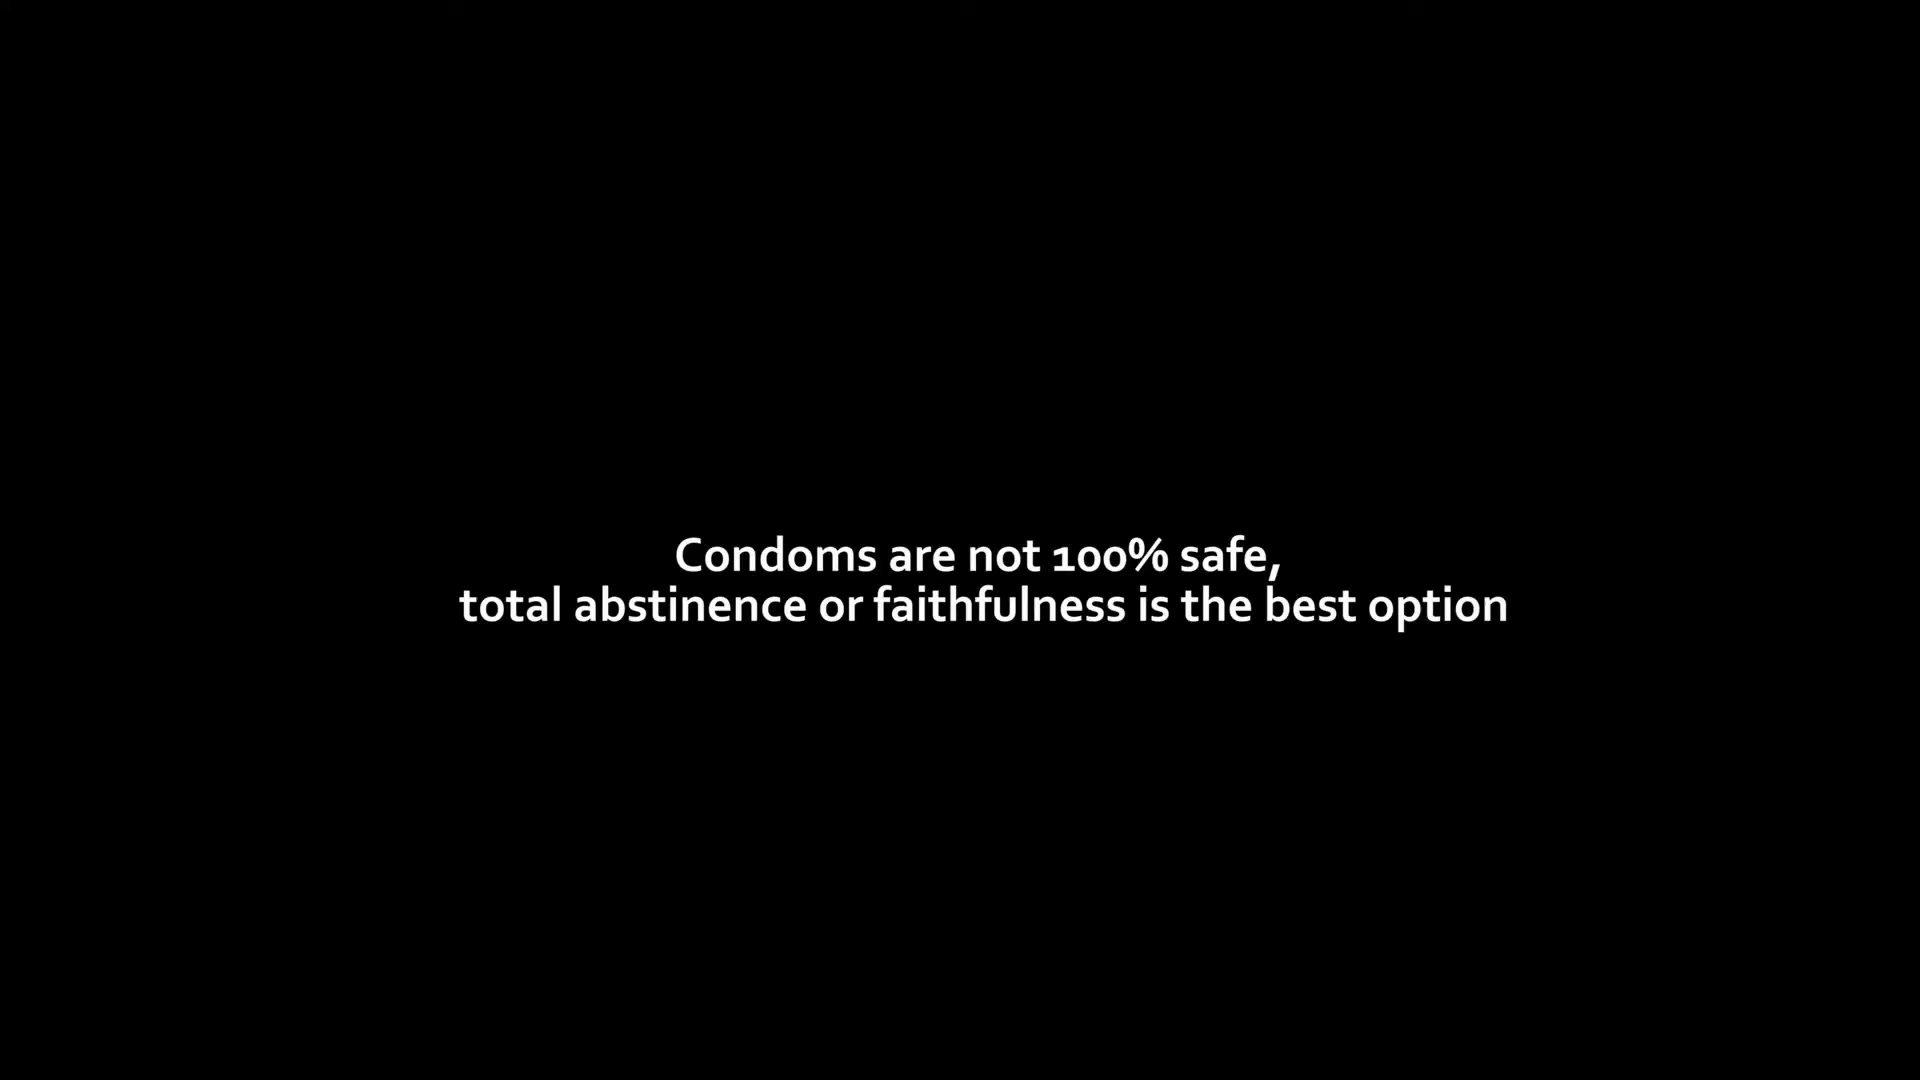 Condoms are not 100% safe,
total abstinence or faithfulness is the best option